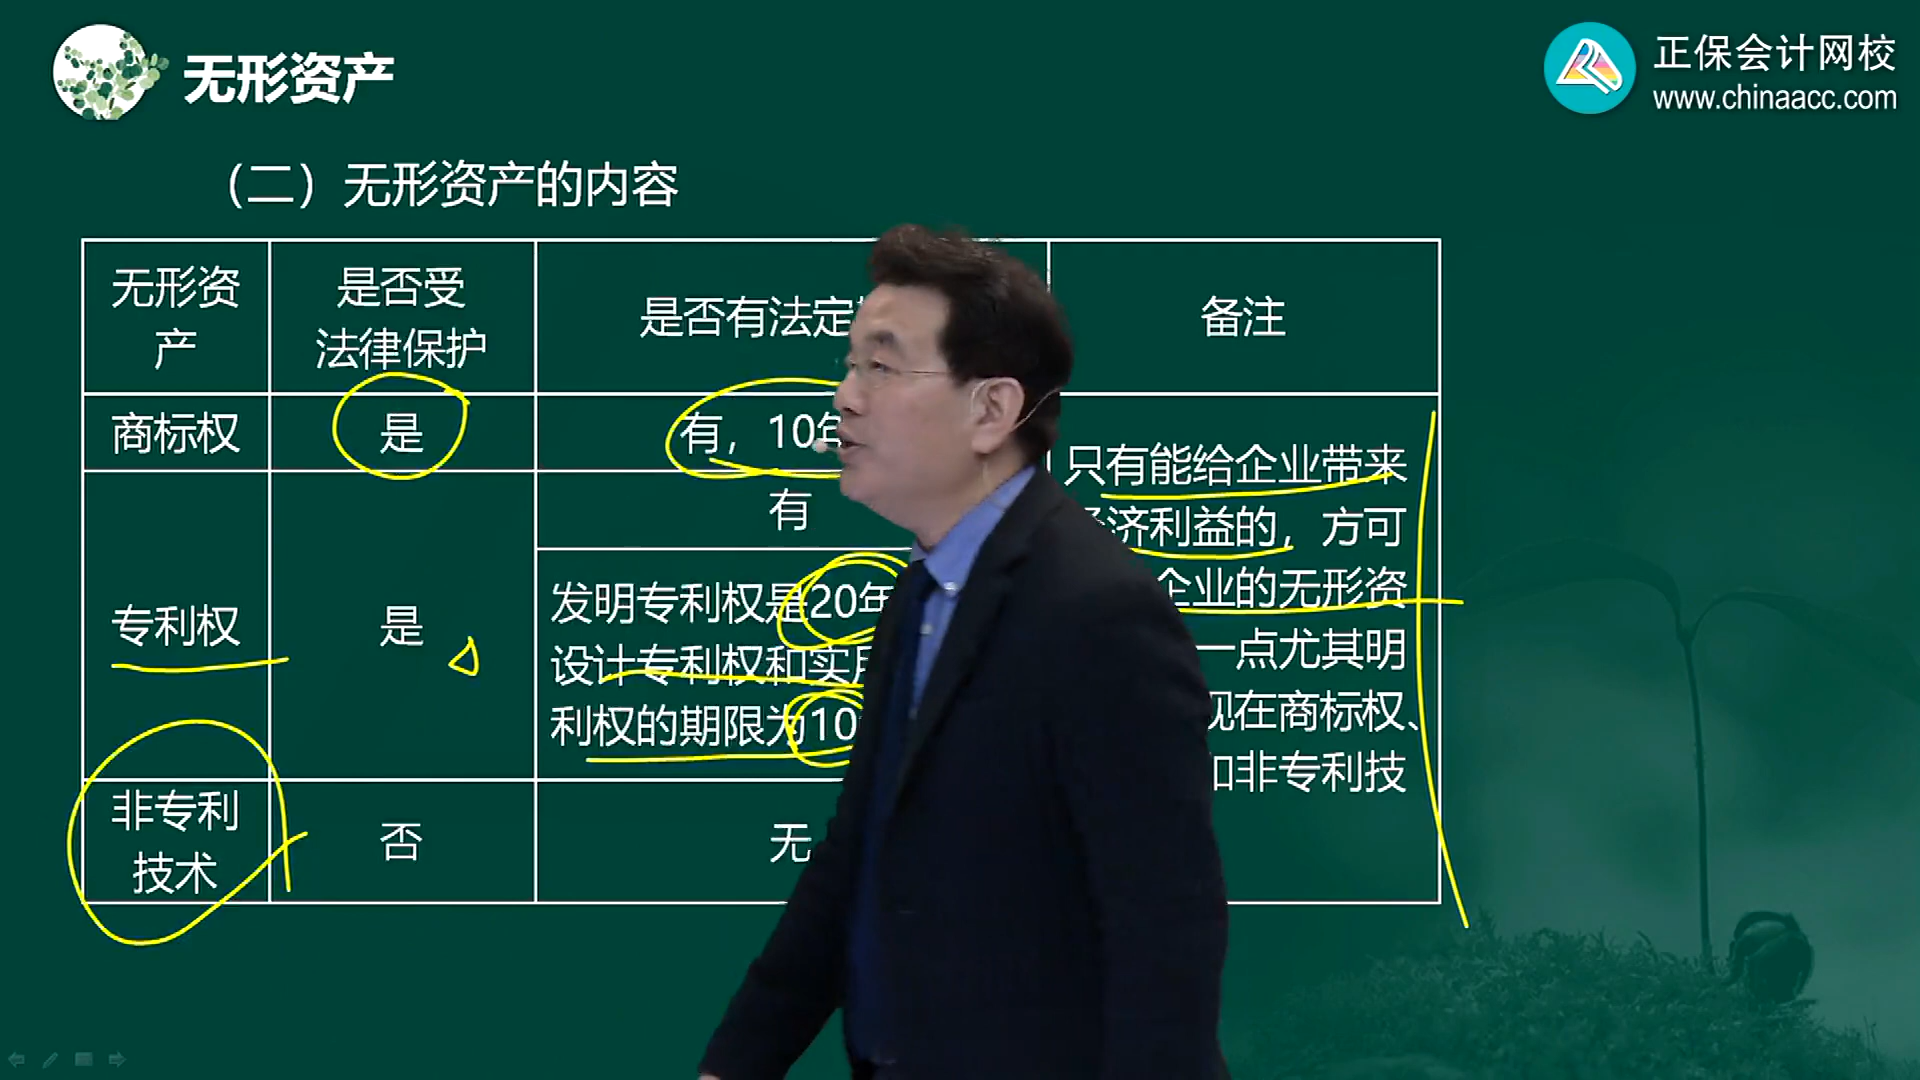 无形资产
正保会计网校
www.chinaacc.com
（二）无形资产的内容
无形资
产
是否受
法律保护
是否有法定
备注
商标权
是
有，10年
专利权
是
有
发明专利权是20年
设计专利权和实用
利权的期限为10
非专利
技术
否
无
只有能给企业带来
经济利益的，方可
企业的无形资
一点尤其明
现在商标权、
和非专利技